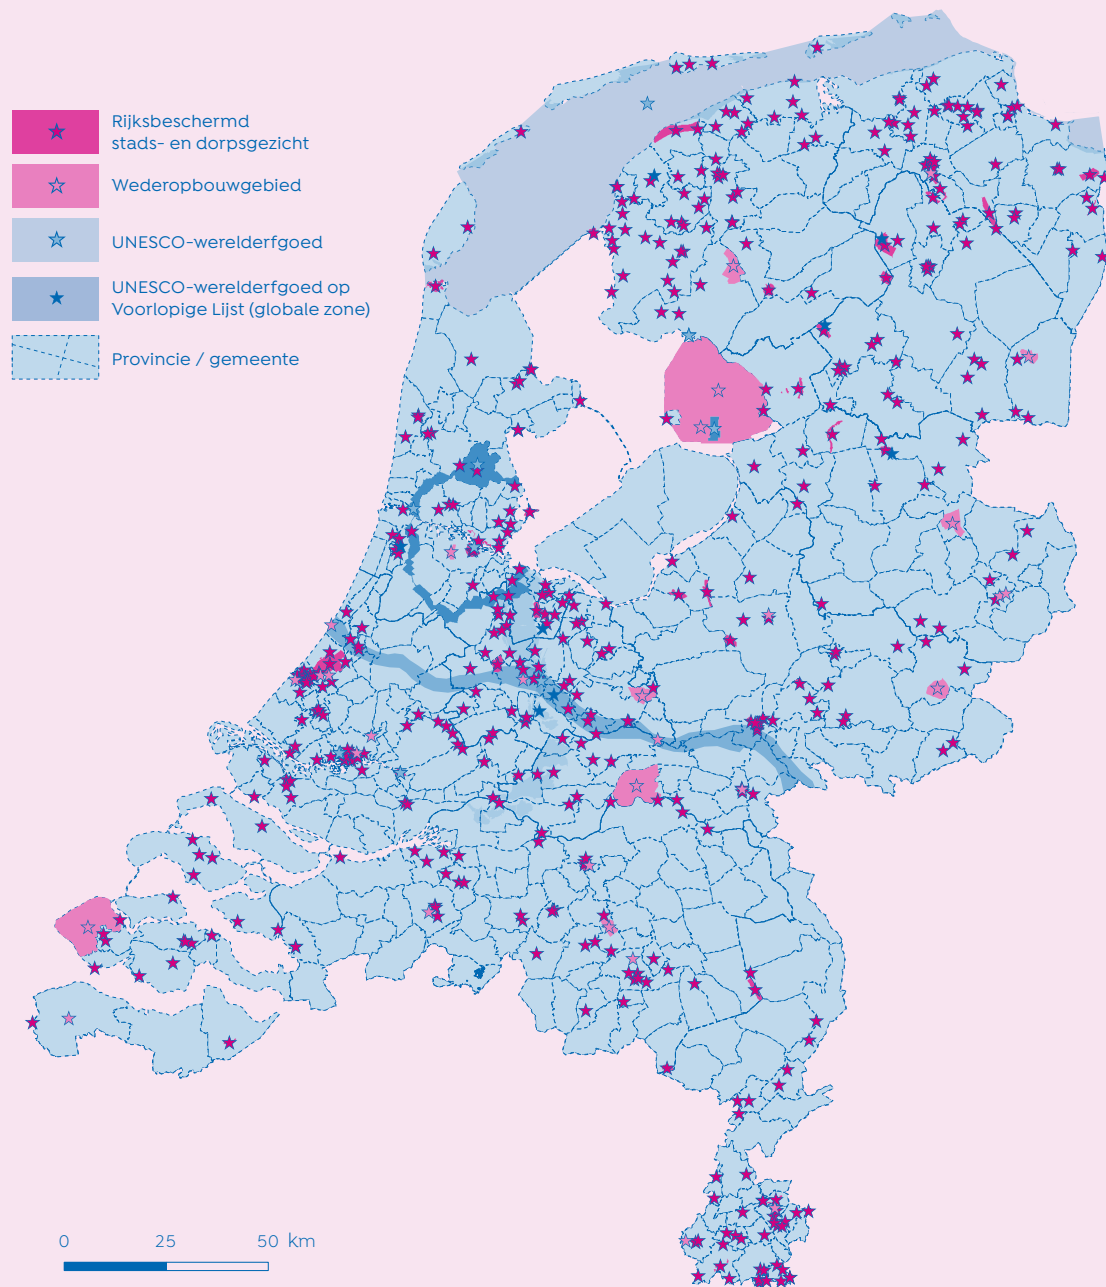 Rijksbeschermd
stads- en dorpsgezicht
Wederopbouwgebied
UNESCO-werelderfgoed
UNESCO-werelderfgoed op
Voorlopige Lijst (globale zone)
Provincie / gemeente
0 25 50 km